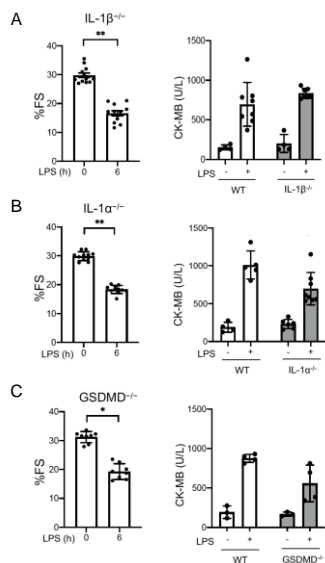 A
IL-1β−/−
**
%FS
40
30
20
10
0
LPS (h) 0 6
CK-MB (U/L)
1500
1000
500
0
LPS - + - +
WT IL-1β-/-
B
IL-1α−/−
**
%FS
40
30
20
10
0
LPS (h) 0 6
CK-MB (U/L)
1500
1000
500
0
LPS - + - +
WT IL-1α-/-
C
GSDMD−/−
*
%FS
40
30
20
10
0
LPS (h) 0 6
CK-MB (U/L)
1500
1000
500
0
LPS - + - +
WT GSDMD-/-